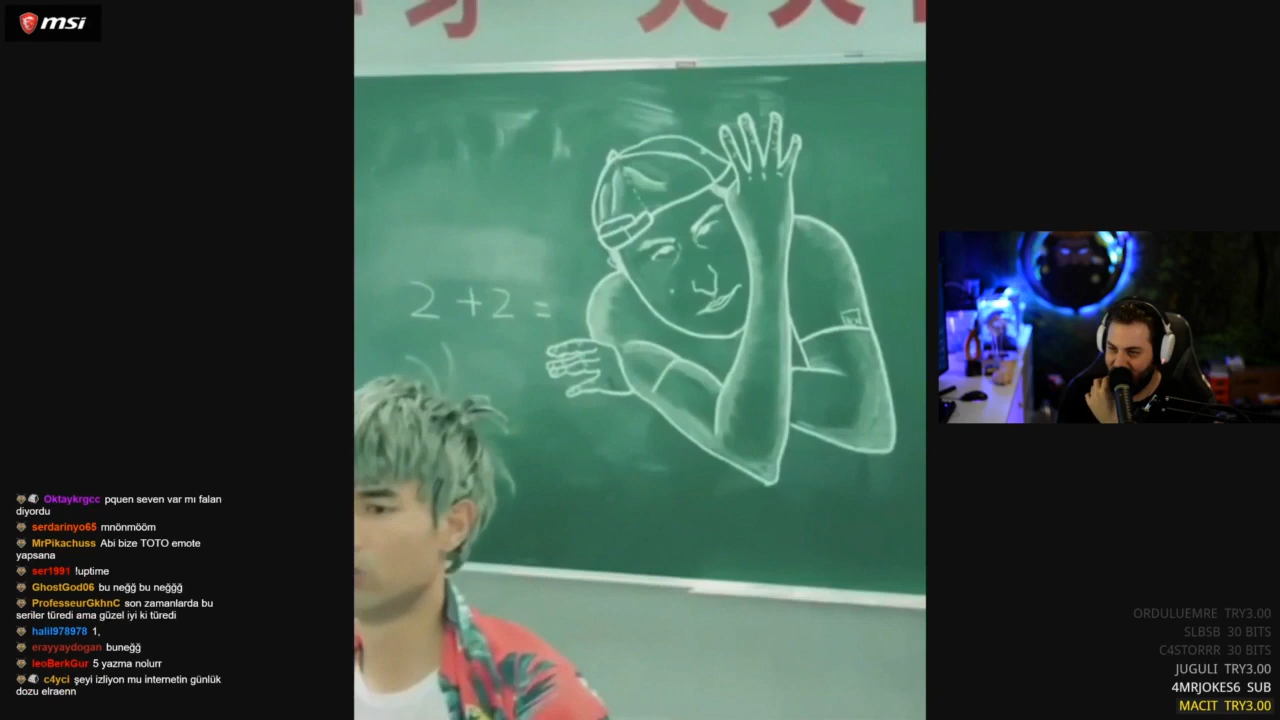 msi
习
2+2=
Oktaykrgcc pquen seven var mı falan
diyordu
serdarinyo65 mnönmööm
MrPikachuss Abi bize TOTO emote
yapsana
ser1991 !uptime
GhostGod06 bu neğğ bu neğğğ
ProfesseurGkhnC son zamanlarda bu
seriler türedi ama güzel iyi ki türedi
halil978978 1,
erayyaydogan buneğğ
leoBerkGur 5 yazma nolurr
c4yci şeyi izliyon mu internetin günlük
dozu elraenn
ORDULUEMRE TRY3.00
SLBSB 30 BITS
C4STORRR 30 BITS
JUGULI TRY3.00
4MRJOKES6 SUB
MACIT TRY3.00